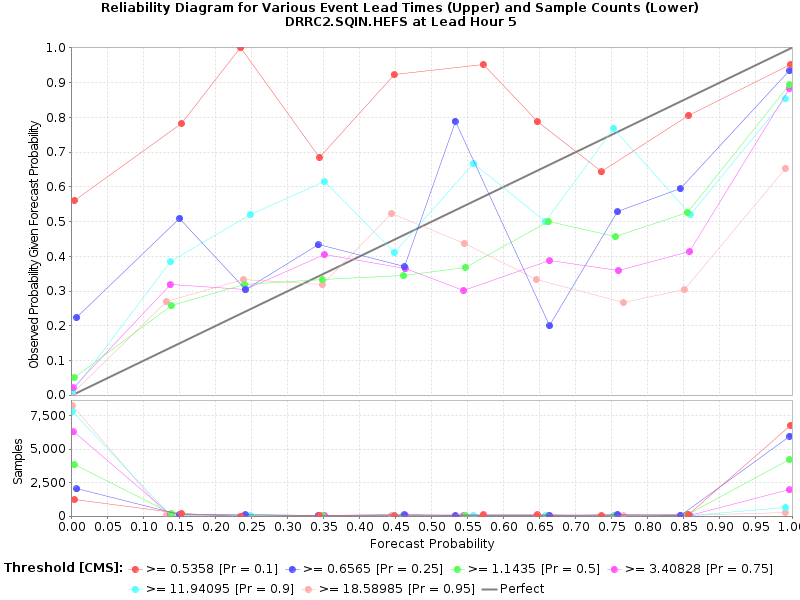 Reliability Diagram for Various Event Lead Times (Upper) and Sample Counts (Lower)
DRRC2.SQIN.HEFS at Lead Hour 5
Observed Probability Given Forecast Probability
1.0
0.9
0.8
0.7
0.6
0.5
0.4
0.3
0.2
0.1
0.0
Samples
7,500
5,000
2,500
0
0.00 0.05 0.10 0.15 0.20 0.25 0.30 0.35 0.40 0.45 0.50 0.55 0.60 0.65 0.70 0.75 0.80 0.85 0.90 0.95 1.0
Forecast Probability
Threshold [CMS]: >= 0.5358 [Pr = 0.1] >= 0.6565 [Pr = 0.25] >= 1.1435 [Pr = 0.5] >= 3.40828 [Pr = 0.75]
>= 11.94095 [Pr = 0.9] >= 18.58985 [Pr = 0.95] Perfect